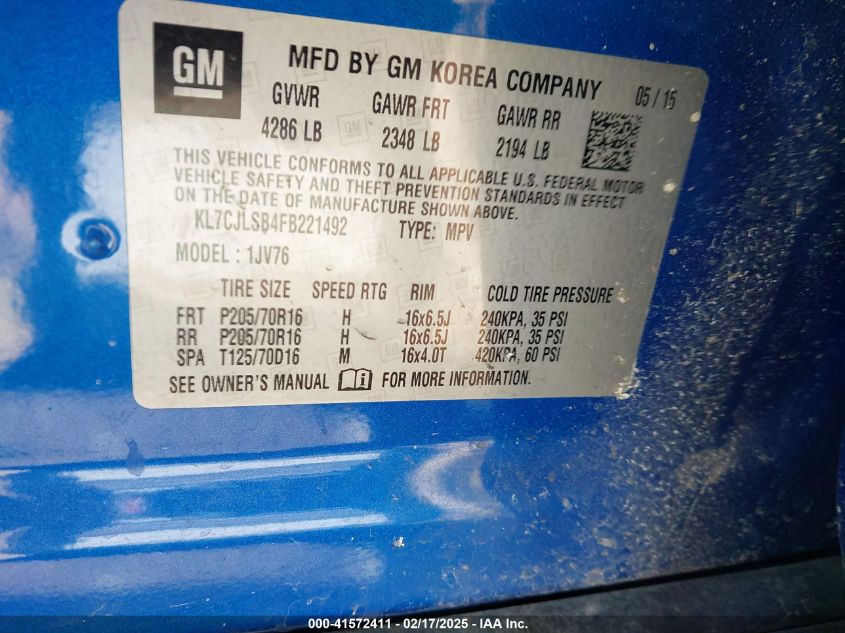 GM MFD BY GM KOREA COMPANY 05 / 15
GVWR GAWR FRT GAWR RR
4286 LB 2348 LB 2194 LB
THIS VEHICLE CONFORMS TO ALL APPLICABLE U.S. FEDERAL MOTOR
VEHICLE SAFETY AND THEFT PREVENTION STANDARDS IN EFFECT
ON THE DATE OF MANUFACTURE SHOWN ABOVE.
KL7CJLSB4FB221492 TYPE: MPV
MODEL : 1JV76
TIRE SIZE SPEED RTG RIM COLD TIRE PRESSURE
FRT P205/70R16 H 16x6.5J 240KPA, 35 PSI
RR P205/70R16 H 16x6.5J 240KPA, 35 PSI
SPA T125/70D16 M 16x4.0T 420KPA, 60 PSI
SEE OWNER'S MANUAL FOR MORE INFORMATION.
000-41572411 - 02/17/2025 - IAA Inc.